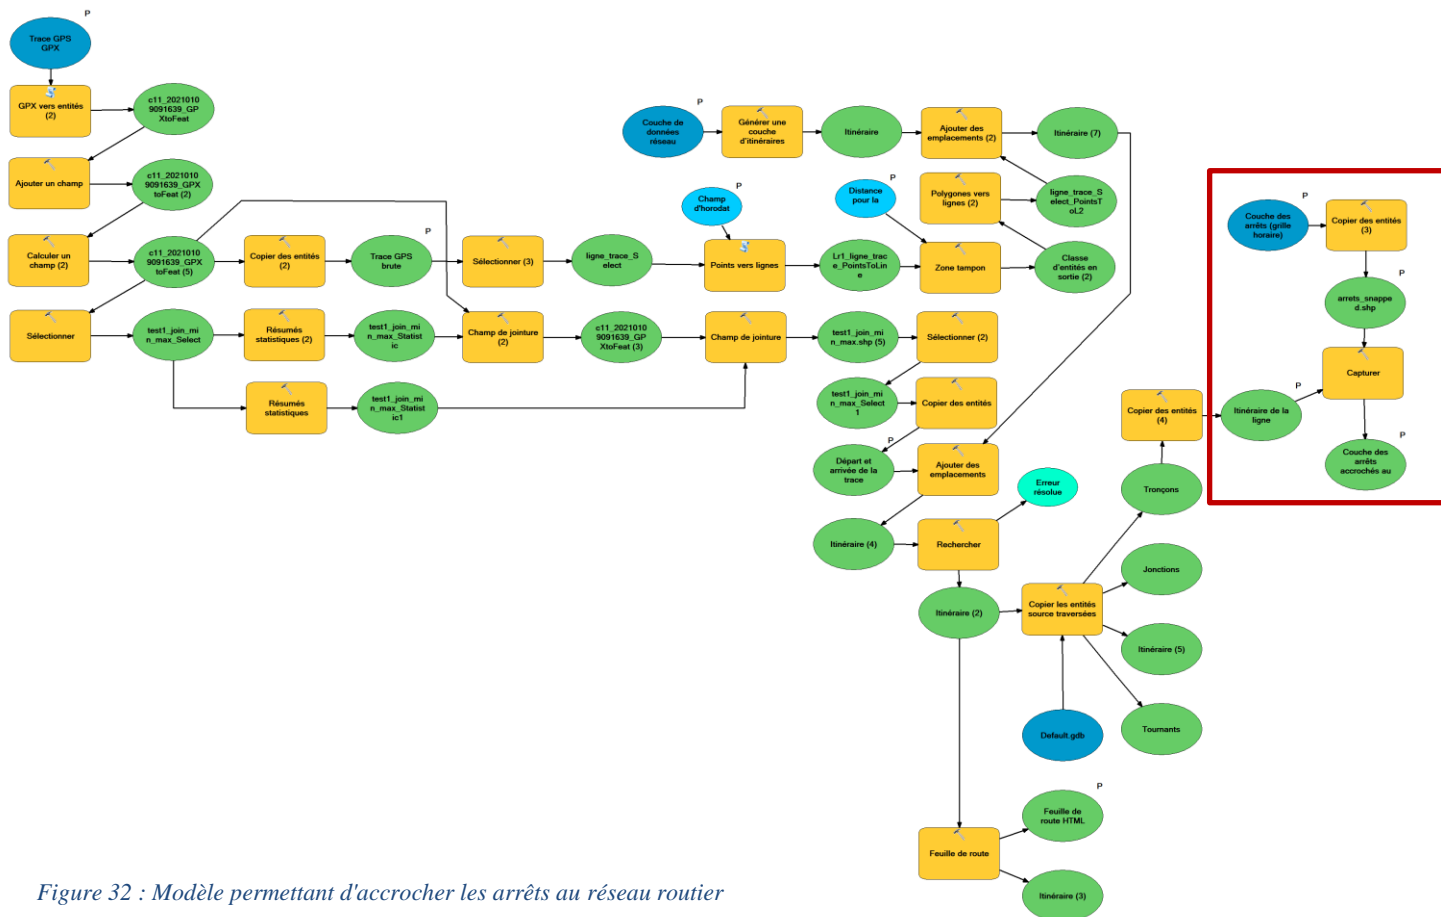 P
Trace GPS
GPX
GPX vers entités
(2)
c11_2021010
9091639_GP
XtoFeat
Ajouter un champ
c11_2021010
9091639_GPX
toFeat (2)
Calculer un
champ (2)
c11_2021010
9091639_GPX
toFeat (5)
Copier des entités
(2)
P
Trace GPS
brute
Sélectionner (3)
ligne_trace_S
elect
P
Champ
d'horodat
Points vers lignes
Lr1_ligne_trac
e_PointsToLin
e
P
Distance
pour la
Zone tampon
Classe
d'entités en
sortie (2)
Polygones vers
lignes (2)
ligne_trace_S
elect_PointsT
oL2
P
Couche de
données
réseau
Générer une
couche
d'itinéraires
Itinéraire
Ajouter des
emplacements (2)
Itinéraire (7)
Sélectionner
test1_join_mi
n_max_Select
Résumés
statistiques (2)
test1_join_mi
n_max_Statist
ic
Champ de jointure
(2)
c11_2021010
9091639_GP
XtoFeat (3)
Champ de jointure
test1_join_mi
n_max.shp (5)
Sélectionner (2)
Résumés
statistiques
test1_join_mi
n_max_Statist
ic1
test1_join_mi
n_max_Select
1
Copier des entités
P
Départ et
arrivée de la
trace
Ajouter des
emplacements
Itinéraire (4)
Rechercher
Erreur
résolue
Itinéraire (2)
Copier les entités
source traversées
Default.gdb
Tronçons
Jonctions
Itinéraire (5)
Tournants
Copier des entités
(4)
P
Itinéraire de la
ligne
P
Couche des
arrêts (grille
horaire)
Copier des entités
(3)
P
arrets_snappe
d.shp
Capturer
P
Couche des
arrêts
accrochés au
Feuille de route
P
Feuille de
route HTML
Itinéraire (3)
Figure 32 : Modèle permettant d'accrocher les arrêts au réseau routier